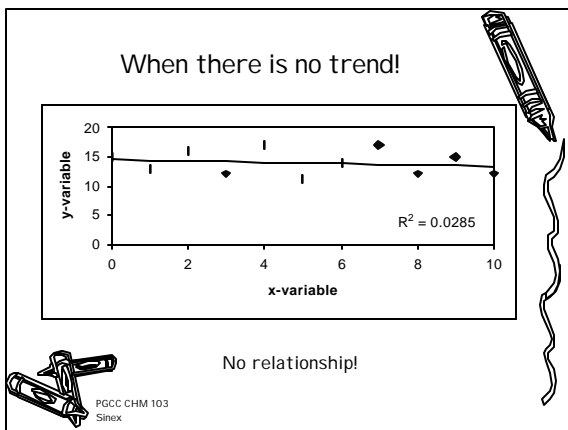 When there is no trend!
20
15
10
5
0
y-variable
R² = 0.0285
0 2 4 6 8 10
x-variable
No relationship!
PGCC CHM 103
Sinex